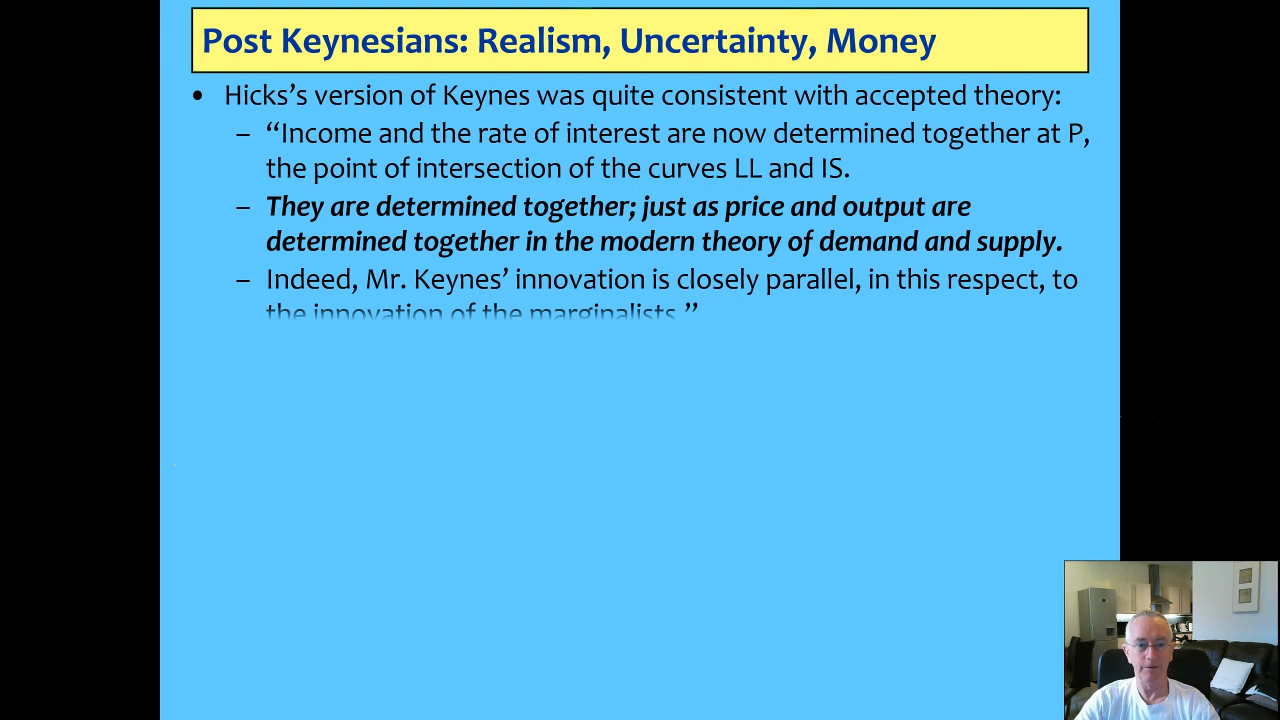 Post Keynesians: Realism, Uncertainty, Money
• Hicks’s version of Keynes was quite consistent with accepted theory:
– “Income and the rate of interest are now determined together at P,
the point of intersection of the curves LL and IS.
– They are determined together; just as price and output are
determined together in the modern theory of demand and supply.
– Indeed, Mr. Keynes’ innovation is closely parallel, in this respect, to
the innovation of the marginalists.”